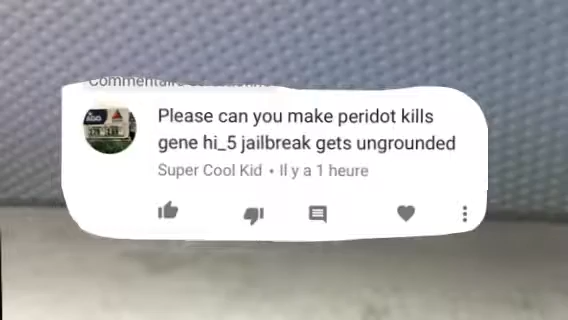 Please can you make peridot kills
gene hi_5 jailbreak gets ungrounded
Super Cool Kid • Il y a 1 heure